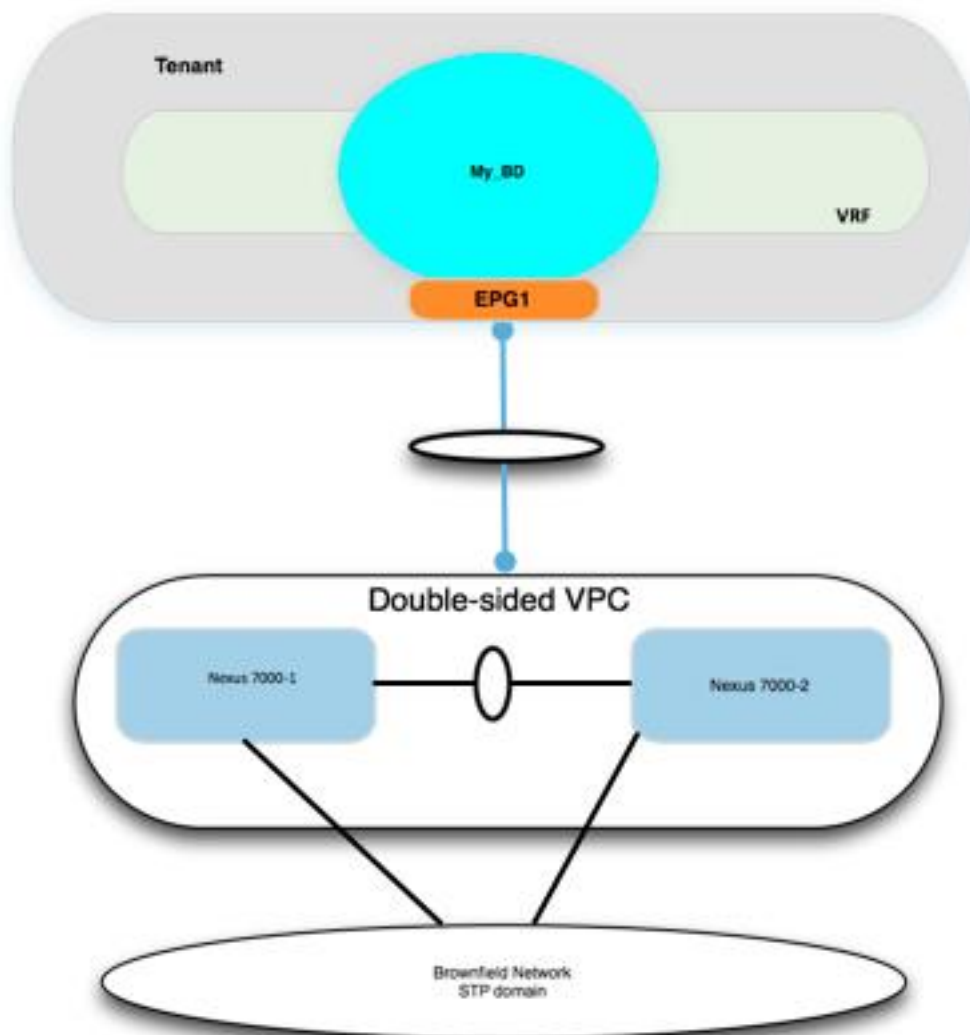 Tenant
My_BD
VRF
EPG1
Double-sided VPC
Nexus 7000-1
Nexus 7000-2
Brownfield Network
STP domain